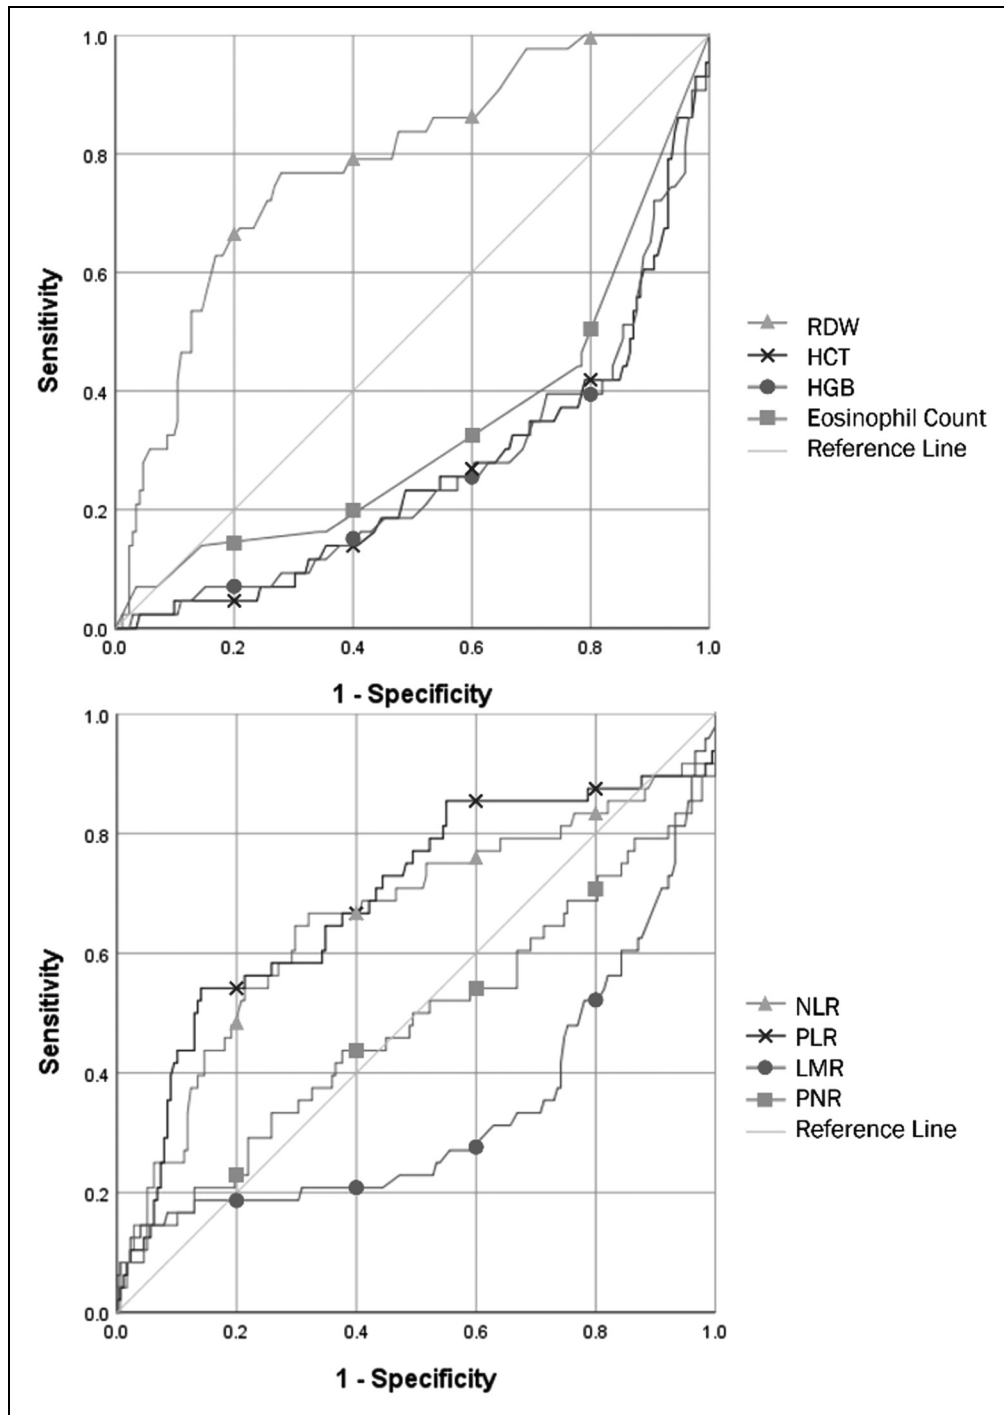 1.0
0.8
0.6
0.4
0.2
0.0
Sensitivity
0.0 0.2 0.4 0.6 0.8 1.0
1 - Specificity
RDW
HCT
HGB
Eosinophil Count
Reference Line
1.0
0.8
0.6
0.4
0.2
0.0
Sensitivity
0.0 0.2 0.4 0.6 0.8 1.0
1 - Specificity
NLR
PLR
LMR
PNR
Reference Line